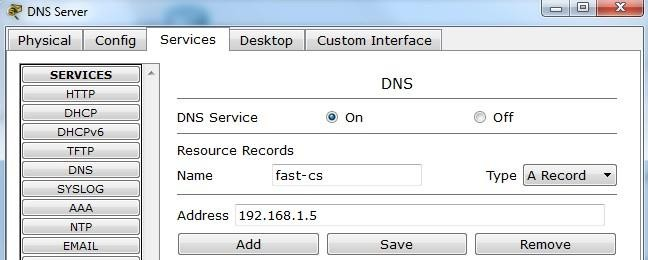 DNS Server
Physical Config Services Desktop Custom Interface
SERVICES
HTTP
DHCP
DHCPv6
TFTP
DNS
SYSLOG
AAA
NTP
EMAIL
DNS
DNS Service On Off
Resource Records
Name fast-cs Type A Record
Address 192.168.1.5
Add Save Remove